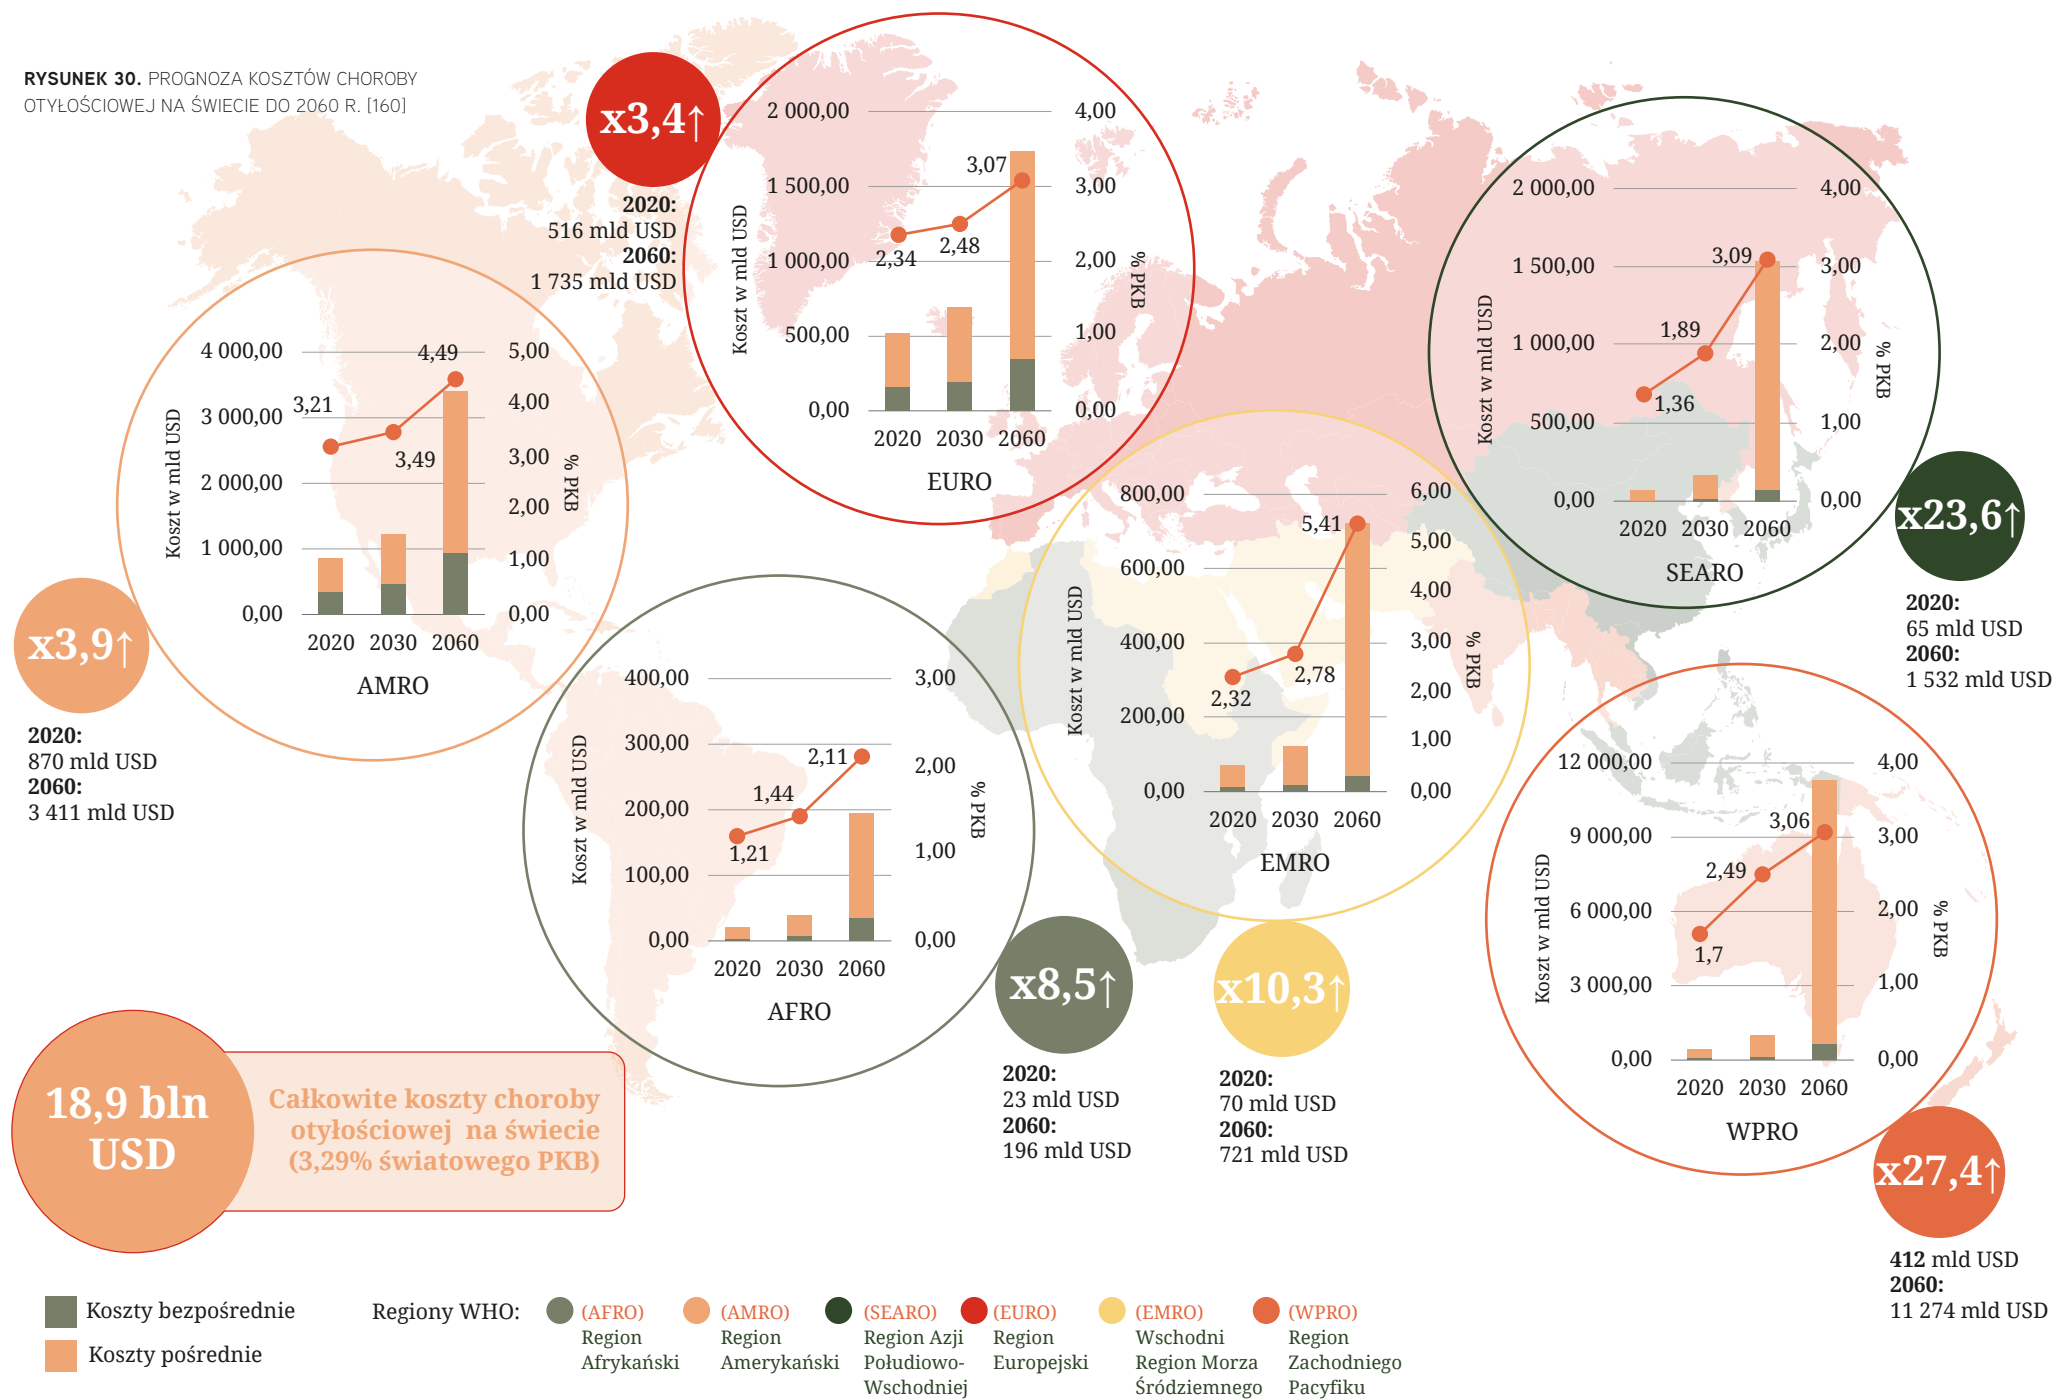 RYSUNEK 30. PROGNOZA KOSZTÓW CHOROBY
OTYŁOŚCIOWEJ NA ŚWIECIE DO 2060 R. [160]
x3,4↑
2020:
516 mld USD
2060:
1 735 mld USD
Koszt w mld USD
2 000,00
1 500,00
1 000,00
500,00
0,00
4,00
3,00
2,00
1,00
0,00
% PKB
2,34
2,48
3,07
2020 2030 2060
EURO
Koszt w mld USD
2 000,00
1 500,00
1 000,00
500,00
0,00
4,00
3,00
2,00
1,00
0,00
% PKB
1,36
1,89
3,09
2020 2030 2060
SEARO
x23,6↑
2020:
65 mld USD
2060:
1 532 mld USD
Koszt w mld USD
4 000,00
3 000,00
2 000,00
1 000,00
0,00
5,00
4,00
3,00
2,00
1,00
0,00
% PKB
3,21
3,49
4,49
2020 2030 2060
AMRO
x3,9↑
2020:
870 mld USD
2060:
3 411 mld USD
Koszt w mld USD
800,00
600,00
400,00
200,00
0,00
6,00
5,00
4,00
3,00
2,00
1,00
0,00
% PKB
2,32
2,78
5,41
2020 2030 2060
EMRO
x10,3↑
2020:
70 mld USD
2060:
721 mld USD
Koszt w mld USD
400,00
300,00
200,00
100,00
0,00
3,00
2,00
1,00
0,00
% PKB
1,21
1,44
2,11
2020 2030 2060
AFRO
x8,5↑
2020:
23 mld USD
2060:
196 mld USD
Koszt w mld USD
12 000,00
9 000,00
6 000,00
3 000,00
0,00
4,00
3,00
2,00
1,00
0,00
% PKB
1,7
2,49
3,06
2020 2030 2060
WPRO
x27,4↑
412 mld USD
2060:
11 274 mld USD
18,9 bln
USD
Całkowite koszty choroby
otyłościowej na świecie
(3,29% światowego PKB)
Koszty bezpośrednie
Koszty pośrednie
Regiony WHO:
(AFRO)
Region
Afrykański
(AMRO)
Region
Amerykański
(SEARO)
Region Azji
Połudiowo-
Wschodniej
(EURO)
Region
Europejski
(EMRO)
Wschodni
Region Morza
Śródziemnego
(WPRO)
Region
Zachodniego
Pacyfiku